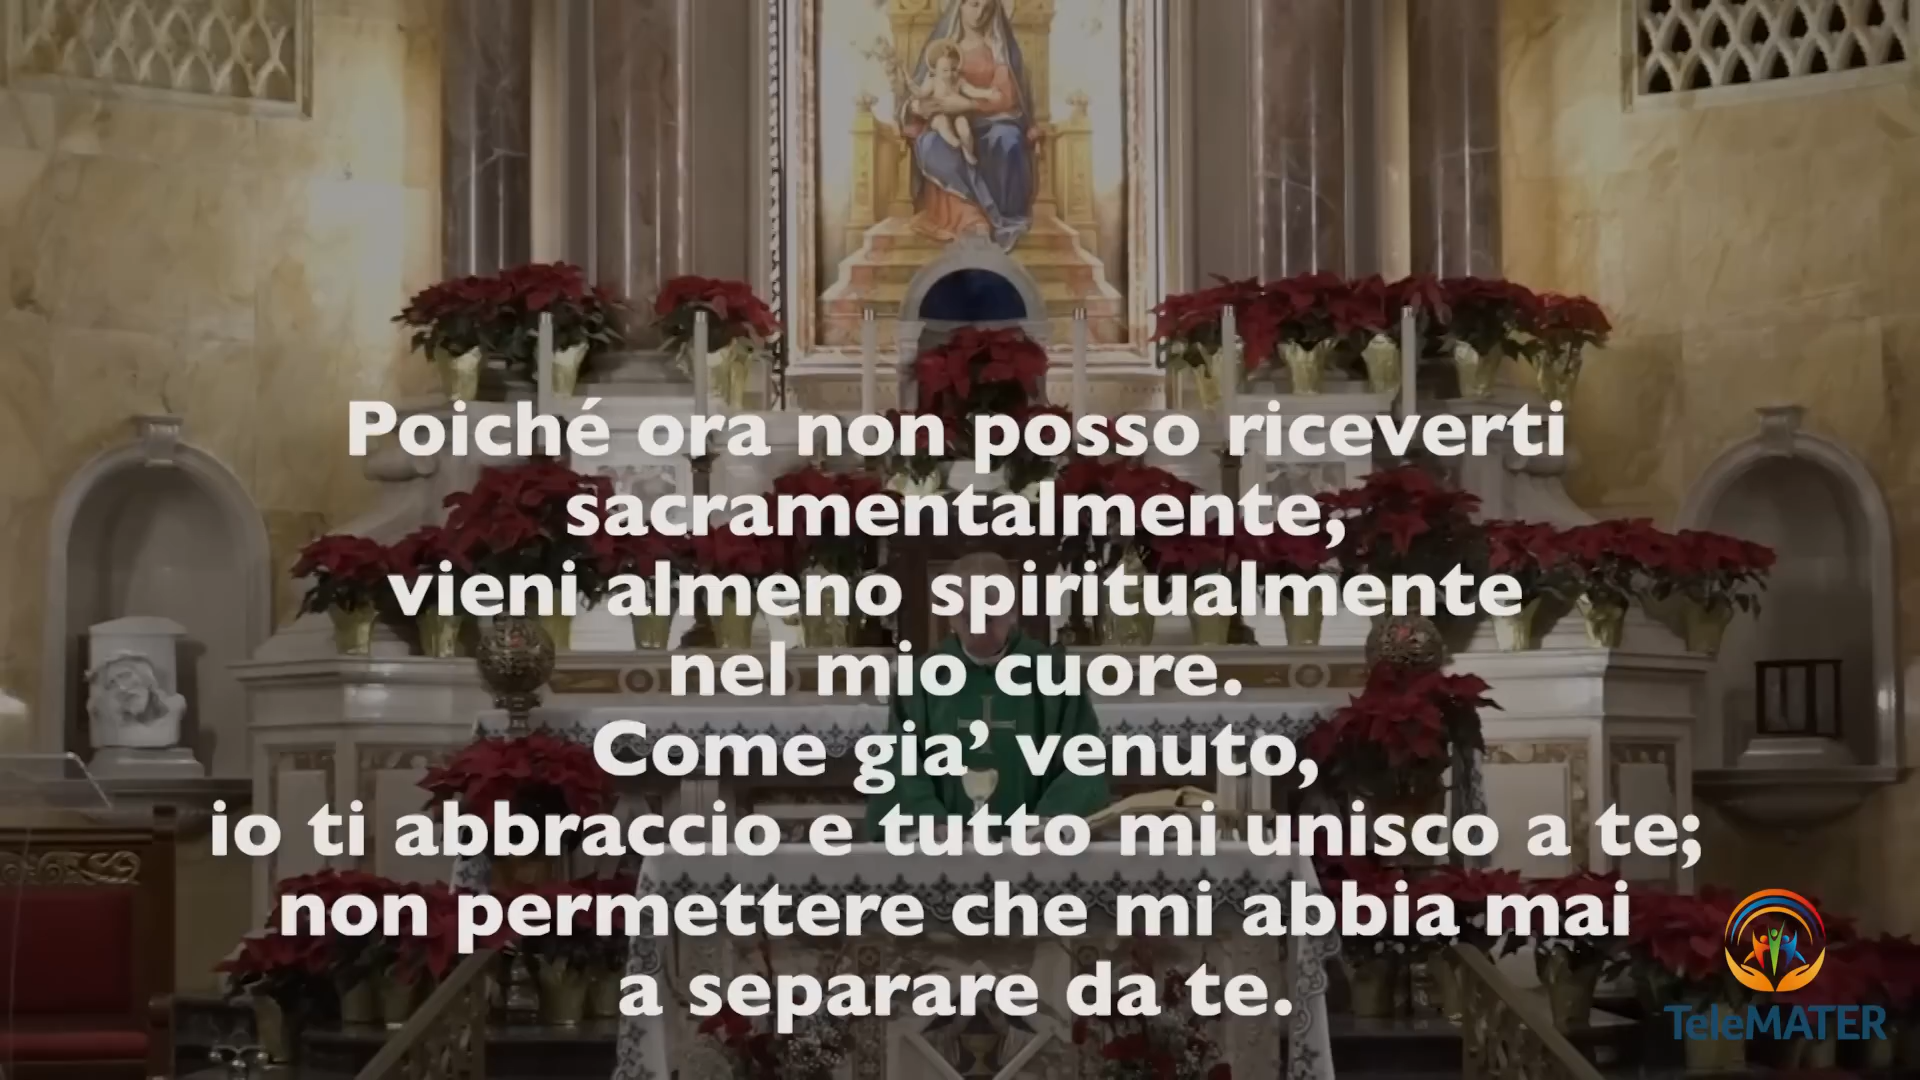 Poiché ora non posso riceverti
sacramentalmente,
vieni almeno spiritualmente
nel mio cuore.
Come gia’ venuto,
io ti abbraccio e tutto mi unisco a te;
non permettere che mi abbia mai
a separare da te.
TeleMATER